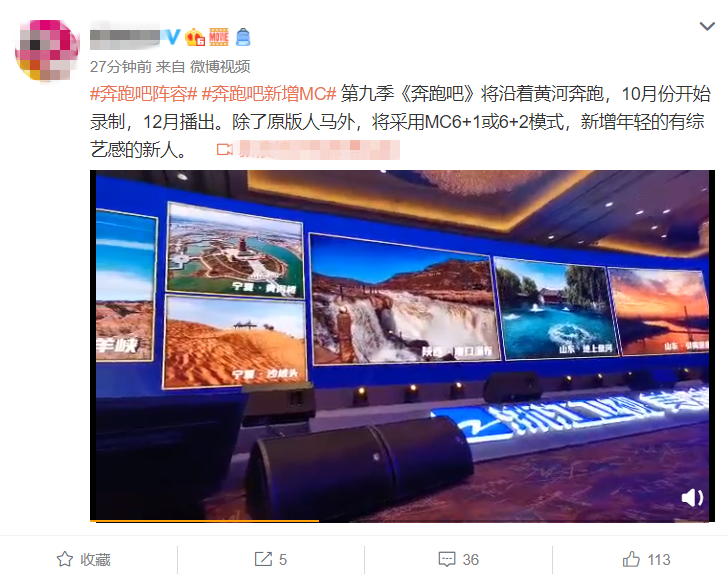 27分钟前 来自 微博视频
#奔跑吧阵容# #奔跑吧新增MC# 第九季《奔跑吧》将沿着黄河奔跑，10月份开始
录制，12月播出。除了原版人马外，将采用MC6+1或6+2模式，新增年轻的有综
艺感的新人。
宁夏·黄河楼
羊峡
宁夏·沙坡头
陕西·壶口瀑布
山东·地上悬河
山东·
收藏
5
36
113